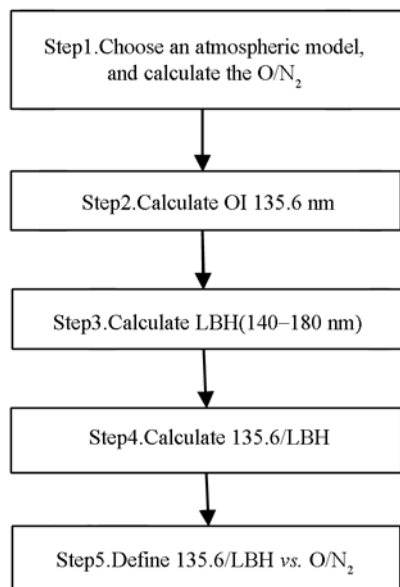 Step1.Choose an atmospheric model,
and calculate the O/N₂
Step2.Calculate OI 135.6 nm
Step3.Calculate LBH(140−180 nm)
Step4.Calculate 135.6/LBH
Step5.Define 135.6/LBH vs. O/N₂